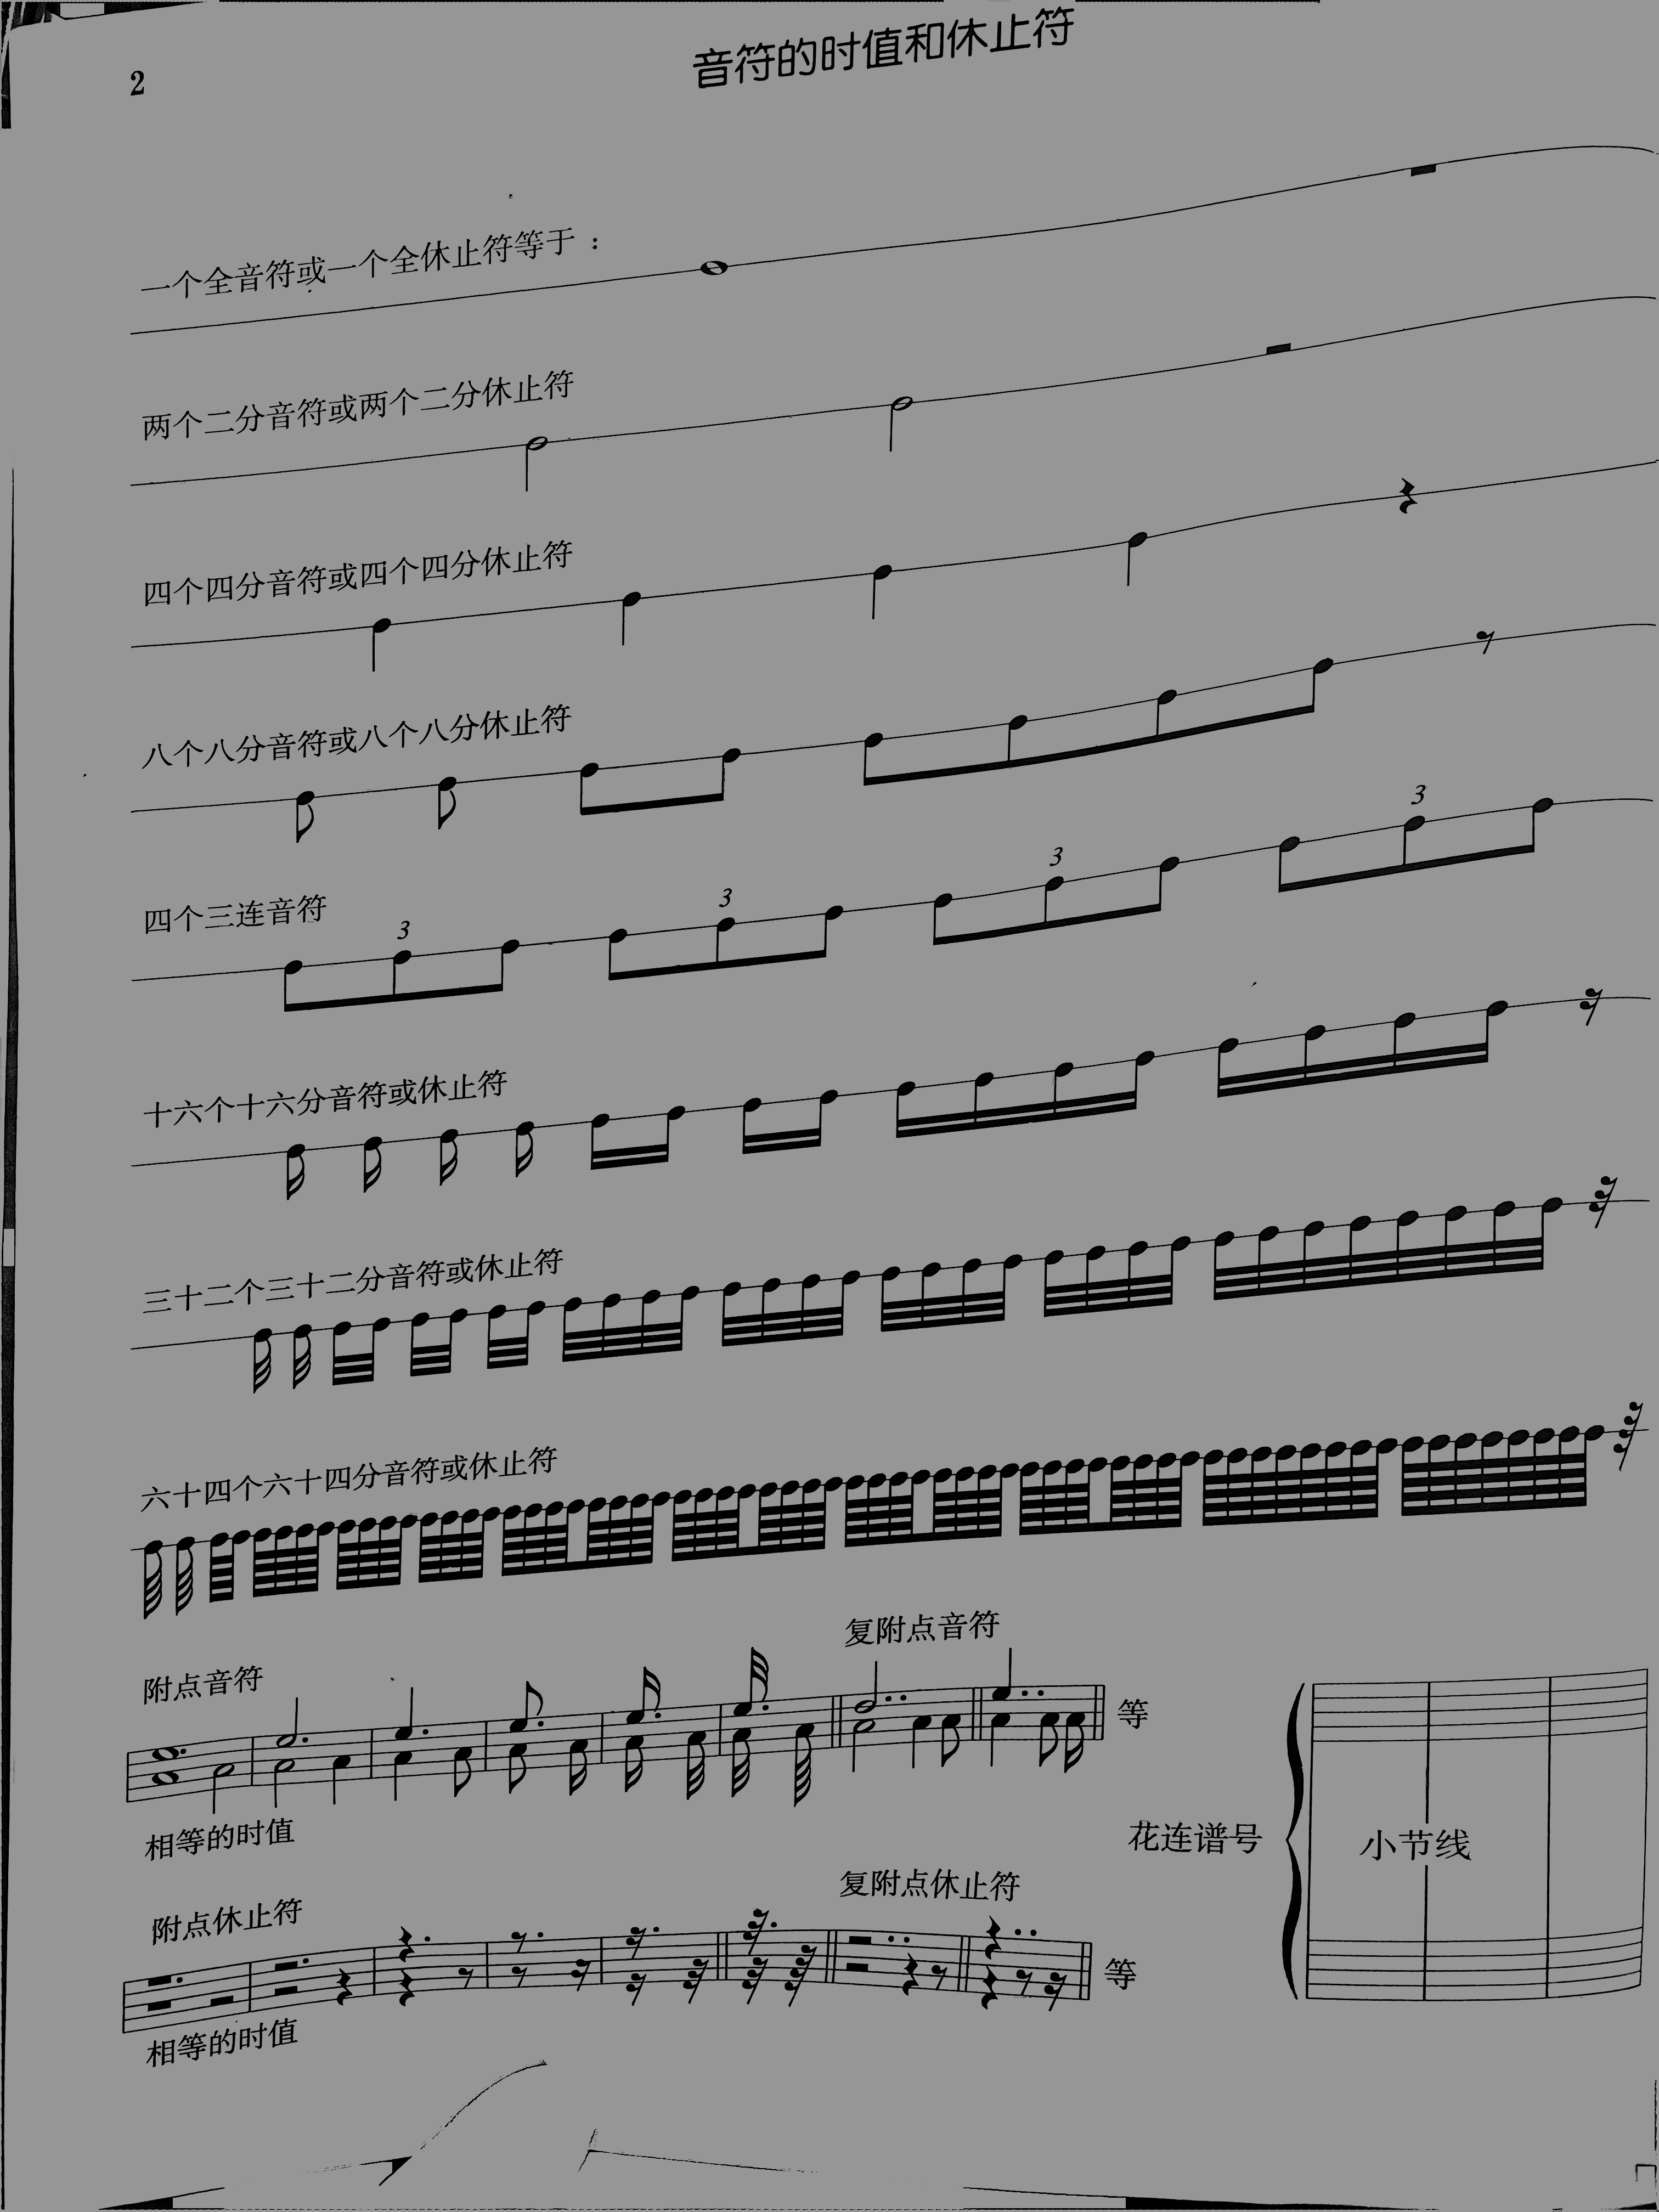 2
音符的时值和休止符
一个全音符或一个全休止符等于：
两个二分音符或两个二分休止符
四个四分音符或四个四分休止符
八个八分音符或八个八分休止符
四个三连音符
3 3 3 3
十六个十六分音符或休止符
三十二个三十二分音符或休止符
六十四个六十四分音符或休止符
附点音符
复附点音符
等
相等的时值
花连谱号
小节线
附点休止符
复附点休止符
等
相等的时值